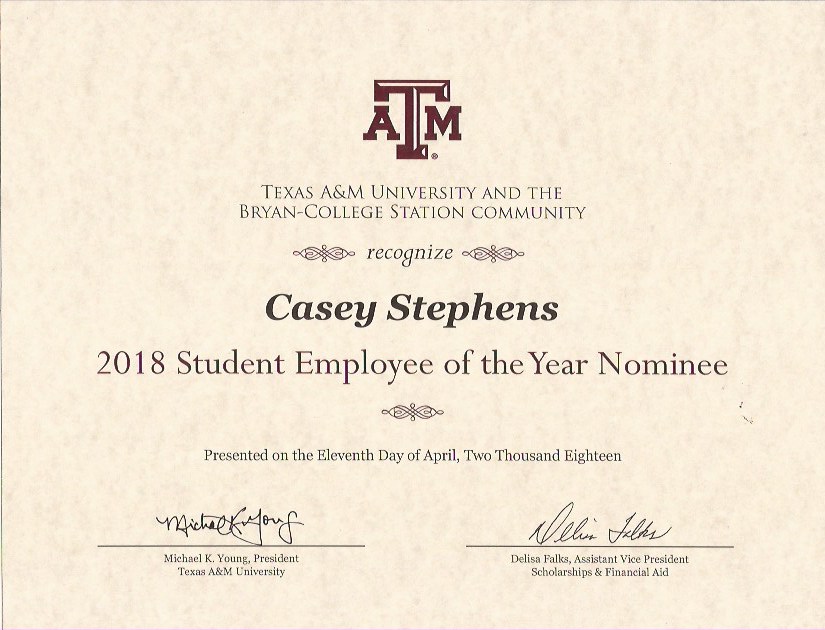 ATM®
Texas A&M University and the
Bryan-College Station community
recognize
Casey Stephens
2018 Student Employee of the Year Nominee
Presented on the Eleventh Day of April, Two Thousand Eighteen
Michael K. Young Delisa Falks
Michael K. Young, President
Texas A&M University
Delisa Falks, Assistant Vice President
Scholarships & Financial Aid